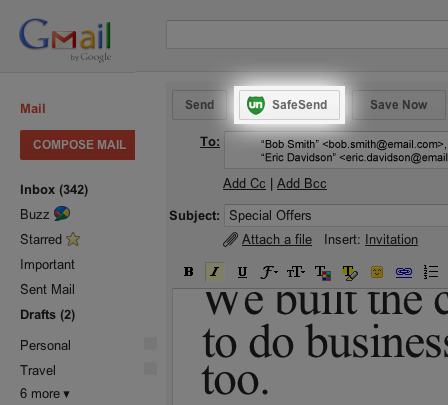 Gmail
by Google
Send
un SafeSend
Save Now
Mail
COMPOSE MAIL
To:
"Bob Smith" <bob.smith@email.com>,
"Eric Davidson" <eric.davidson@email
Add Cc | Add Bcc
Inbox (342)
Buzz
Subject: Special Offers
Starred
Attach a file Insert: Invitation
Important
B I U F T T T
Sent Mail
Drafts (2)
We built the c
to do business
too.
Personal
Travel
6 more ▾